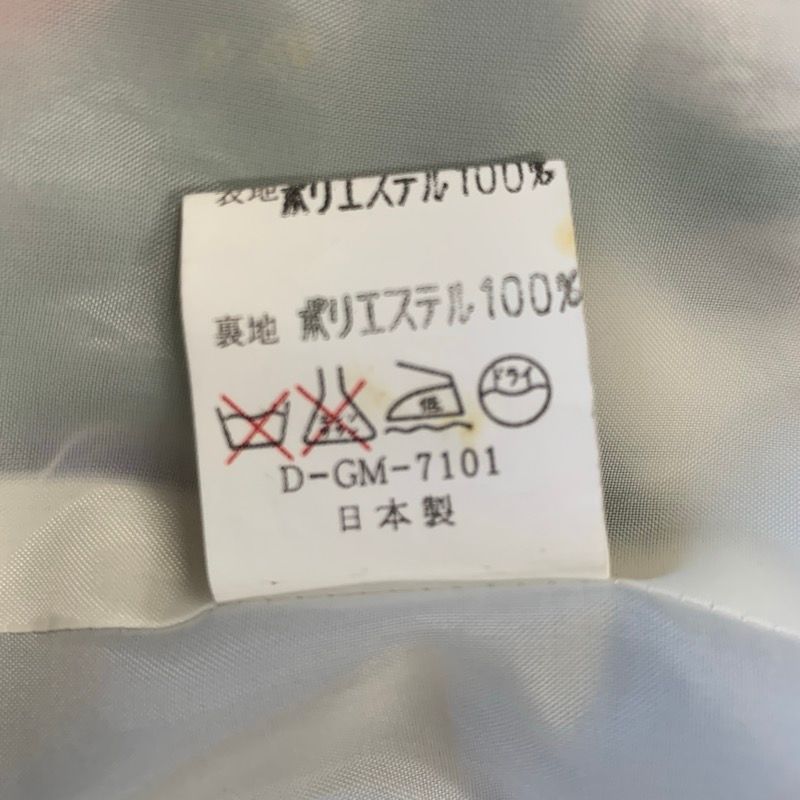 表地 ポリエステル100%
裏地 ポリエステル100%
低 ドライ
D-GM-7101
日本製